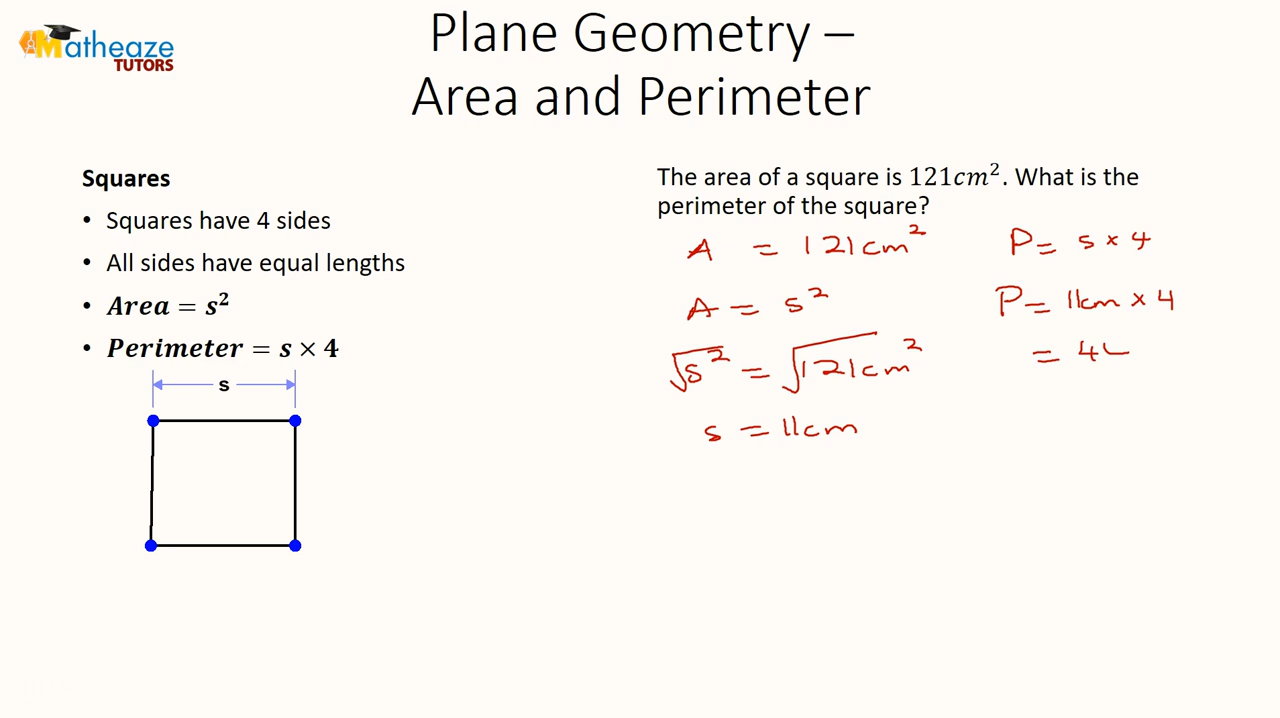 Matheaze
TUTORS
Plane Geometry –
Area and Perimeter
Squares
• Squares have 4 sides
• All sides have equal lengths
• Area = s²
• Perimeter = s × 4
s
The area of a square is 121cm². What is the
perimeter of the square?
A = 121cm²
A = s²
√s² = √121cm²
s = 11cm
P = s × 4
P = 11cm × 4
= 4